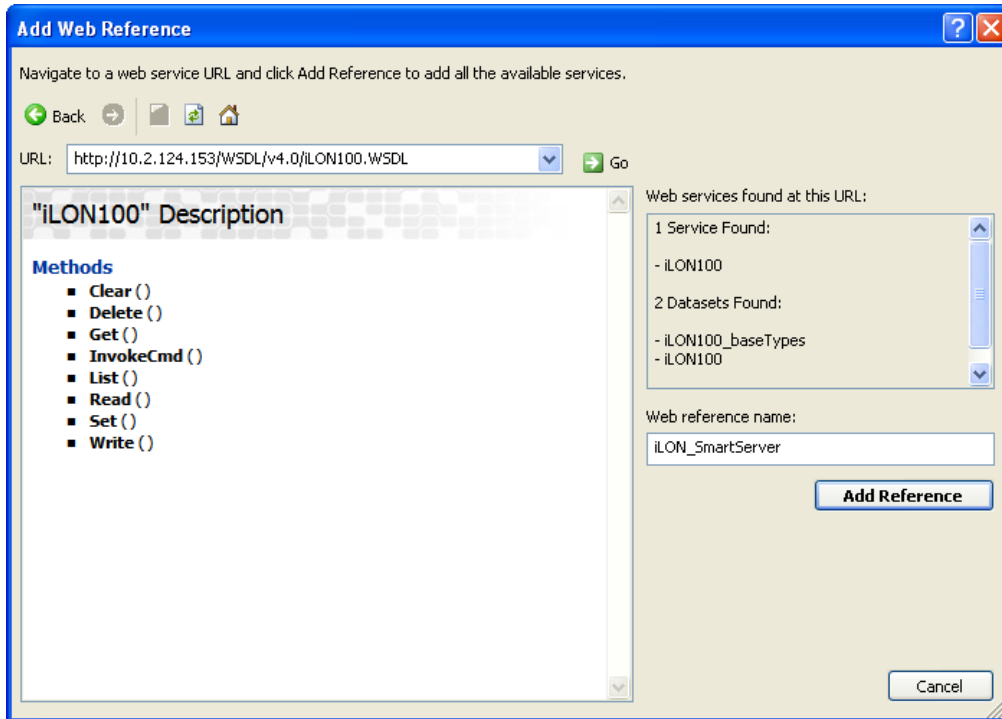 Add Web Reference
Navigate to a web service URL and click Add Reference to add all the available services.
Back
URL: http://10.2.124.153/WSDL/v4.0/iLON100.WSDL Go
"iLON100" Description
Methods
Clear ()
Delete ()
Get ()
InvokeCmd ()
List ()
Read ()
Set ()
Write ()
Web services found at this URL:
1 Service Found:
- iLON100
2 Datasets Found:
- iLON100_baseTypes
- iLON100
Web reference name:
iLON_SmartServer
Add Reference
Cancel